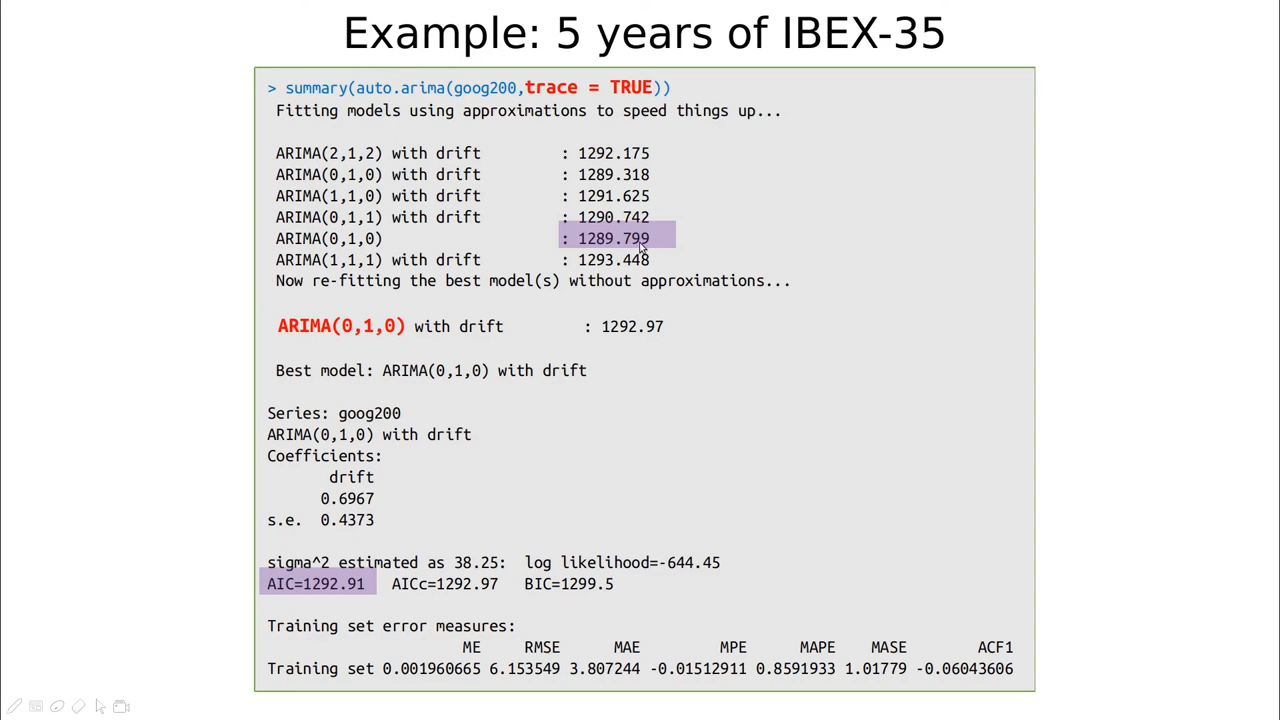 Example: 5 years of IBEX-35
> summary(auto.arima(goog200,trace = TRUE))
Fitting models using approximations to speed things up...
ARIMA(2,1,2) with drift : 1292.175
ARIMA(0,1,0) with drift : 1289.318
ARIMA(1,1,0) with drift : 1291.625
ARIMA(0,1,1) with drift : 1290.742
ARIMA(0,1,0) : 1289.799
ARIMA(1,1,1) with drift : 1293.448
Now re-fitting the best model(s) without approximations...
ARIMA(0,1,0) with drift : 1292.97
Best model: ARIMA(0,1,0) with drift
Series: goog200
ARIMA(0,1,0) with drift
Coefficients:
drift
0.6967
s.e. 0.4373
sigma^2 estimated as 38.25: log likelihood=-644.45
AIC=1292.91 AICc=1292.97 BIC=1299.5
Training set error measures:
ME RMSE MAE MPE MAPE MASE ACF1
Training set 0.001960665 6.153549 3.807244 -0.01512911 0.8591933 1.01779 -0.06043606